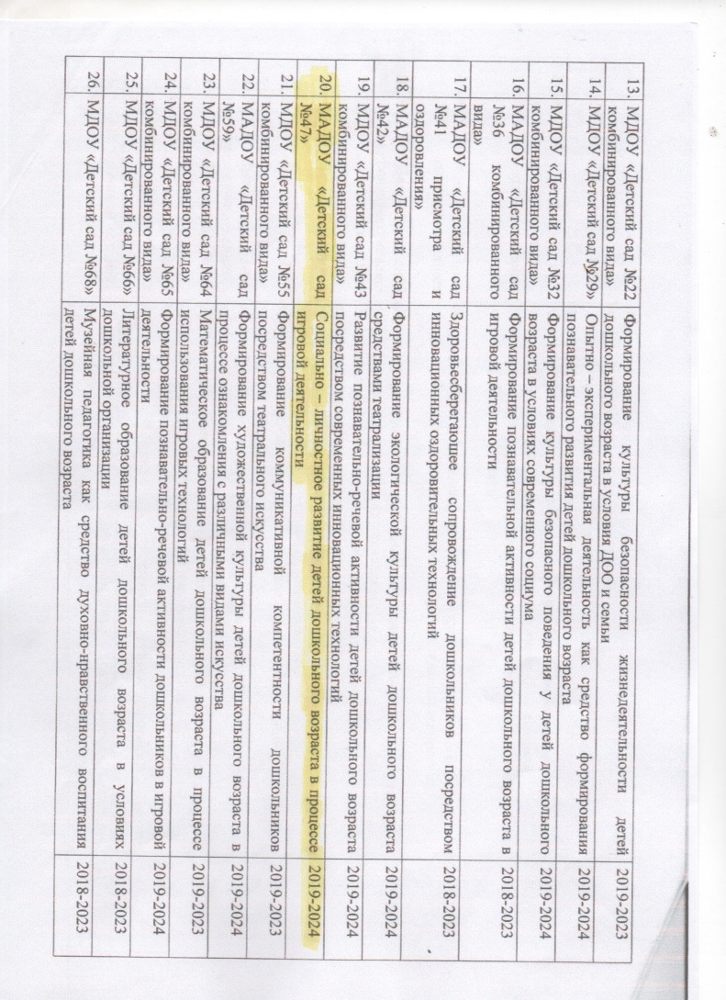 13. МДОУ «Детский сад №22 комбинированного вида» Формирование культуры безопасности жизнедеятельности детей дошкольного возраста в условия ДОО и семьи 2019-2023
14. МДОУ «Детский сад №29» Опытно – экспериментальная деятельность как средство формирования познавательного развития детей дошкольного возраста 2019-2024
15. МДОУ «Детский сад №32 комбинированного вида» Формирование культуры безопасного поведения у детей дошкольного возраста в условиях современного социума 2019-2024
16. МАДОУ «Детский сад №36 комбинированного вида» Формирование познавательной активности детей дошкольного возраста в игровой деятельности 2018-2023
17. МАДОУ «Детский сад №41 присмотра и оздоровления» Здоровьесберегающее сопровождение дошкольников посредством инновационных оздоровительных технологий 2018-2023
18. МАДОУ «Детский сад №42» Формирование экологической культуры детей дошкольного возраста средствами театрализации 2019-2024
19. МДОУ «Детский сад №43 комбинированного вида» Развитие познавательно-речевой активности детей дошкольного возраста посредством современных инновационных технологий 2019-2024
20. МАДОУ «Детский сад №47» Социально – личностное развитие детей дошкольного возраста в процессе игровой деятельности 2019-2024
21. МДОУ «Детский сад №55 комбинированного вида» Формирование коммуникативной компетентности дошкольников посредством театрального искусства 2019-2023
22. МАДОУ «Детский сад №59» Формирование художественной культуры детей дошкольного возраста в процессе ознакомления с различными видами искусства 2019-2024
23. МДОУ «Детский сад №64 комбинированного вида» Математическое образование детей дошкольного возраста в процессе использования игровых технологий 2019-2023
24. МДОУ «Детский сад №65 комбинированного вида» Формирование познавательно-речевой активности дошкольников в игровой деятельности 2019-2024
25. МДОУ «Детский сад №66» Литературное образование детей дошкольного возраста в условиях дошкольной организации 2018-2023
26. МДОУ «Детский сад №68» Музейная педагогика как средство духовно-нравственного воспитания детей дошкольного возраста 2018-2023